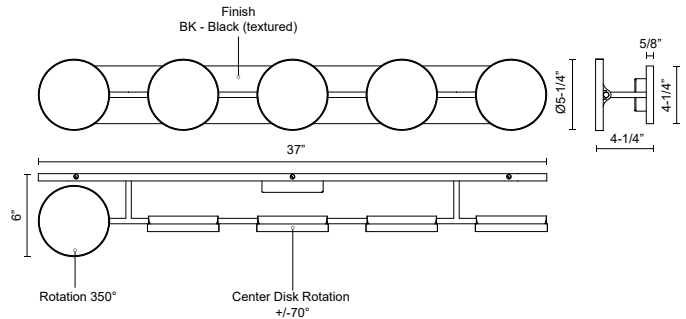 Finish
BK - Black (textured)
5/8”
Ø5-1/4”
4-1/4”
4-1/4”
37”
6”
Rotation 350°
Center Disk Rotation
+/-70°